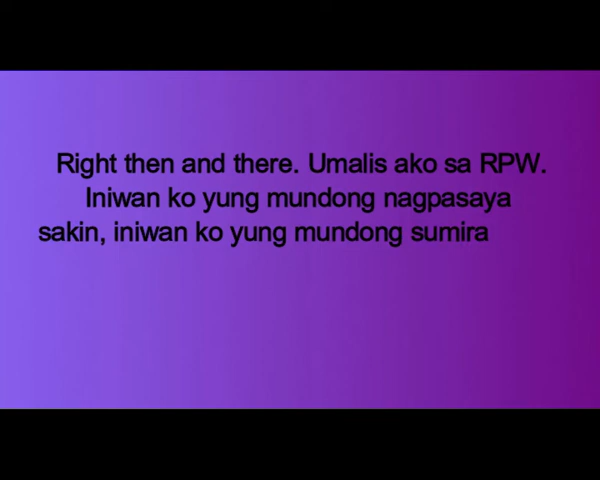 Right then and there. Umalis ako sa RPW.
Iniwan ko yung mundong nagpasaya
sakin, iniwan ko yung mundong sumira